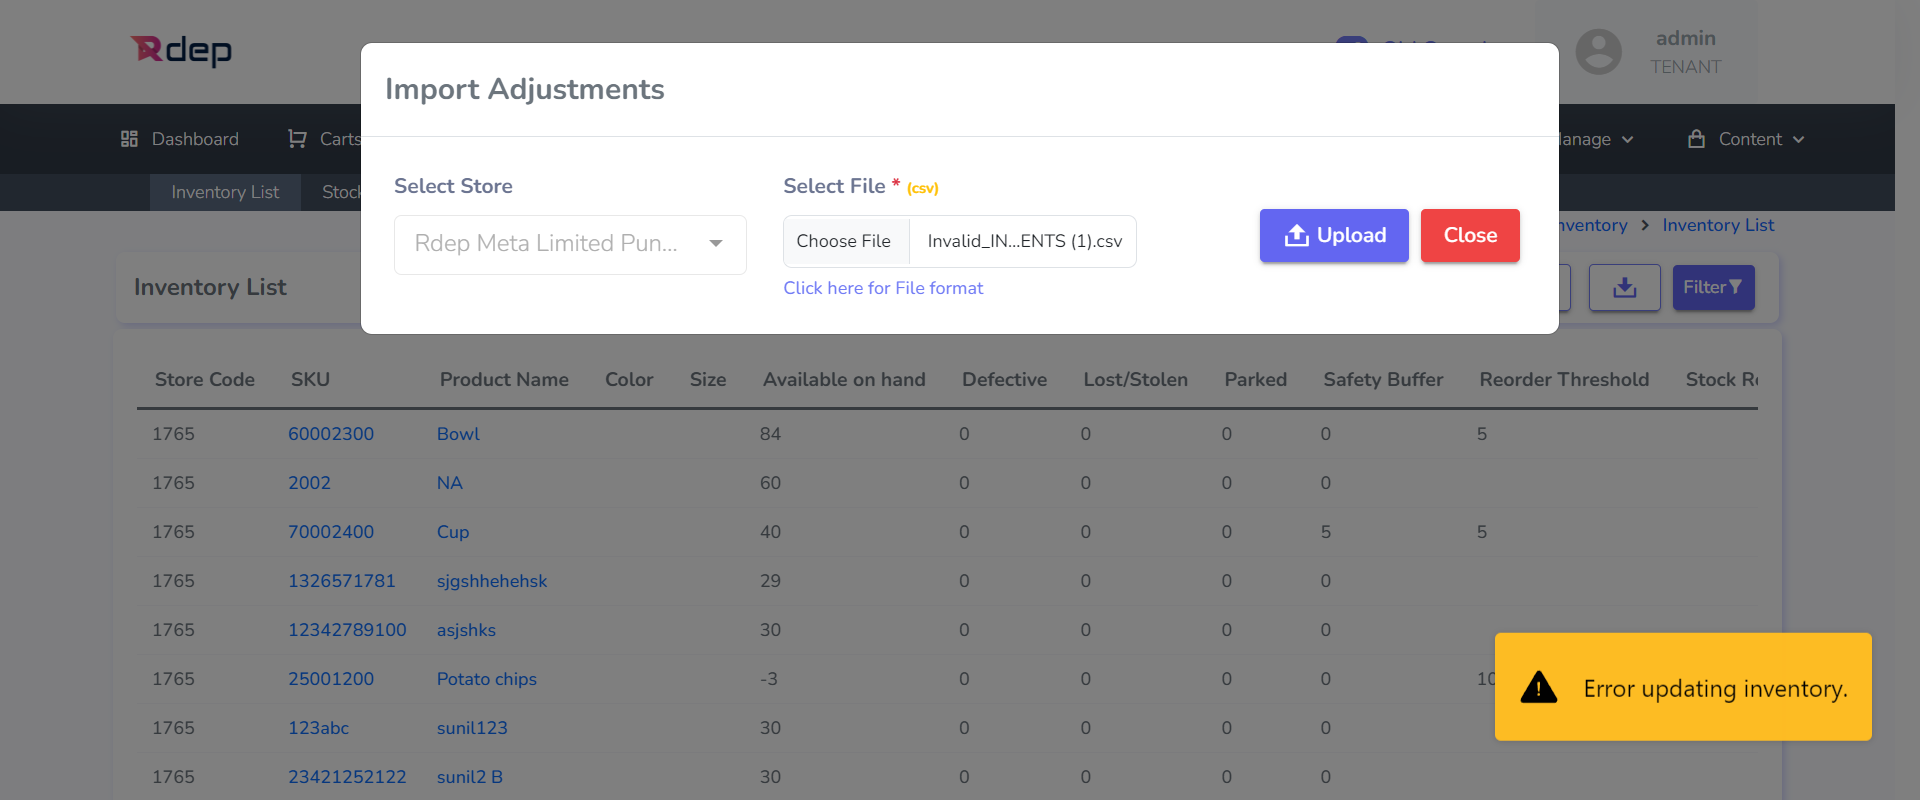 Rdep
admin
TENANT
Import Adjustments
Dashboard
Carts
Manage
Content
Inventory List
Stock
Select Store
Select File * (csv)
Rdep Meta Limited Pun...
Choose File
Invalid_IN...ENTS (1).csv
Upload
Close
Click here for File format
Inventory > Inventory List
Inventory List
Filter
Store Code SKU Product Name Color Size Available on hand Defective Lost/Stolen Parked Safety Buffer Reorder Threshold Stock Re
1765 60002300 Bowl 84 0 0 0 0 5
1765 2002 NA 60 0 0 0 0
1765 70002400 Cup 40 0 0 0 5 5
1765 1326571781 sjgshhehehsk 29 0 0 0 0
1765 12342789100 asjshks 30 0 0 0 0
1765 25001200 Potato chips -3 0 0 0 0 10
1765 123abc sunil123 30 0 0 0 0
1765 23421252122 sunil2 B 30 0 0 0 0
Error updating inventory.